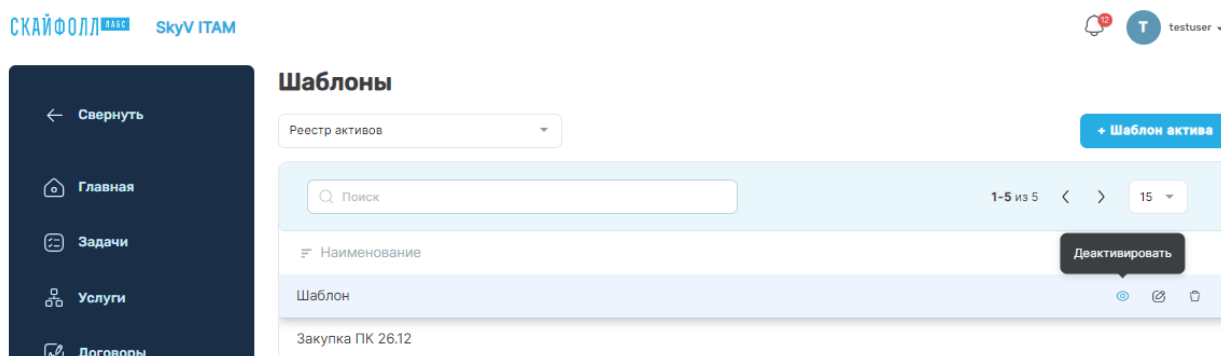 СКАЙФОЛЛ ЛАБС SkyV ITAM 12 T testuser
Шаблоны
Свернуть
Реестр активов + Шаблон актива
Главная
Поиск 1-5 из 5 15
Задачи
Наименование Деактивировать
Услуги
Шаблон
Закупка ПК 26.12
Договоры